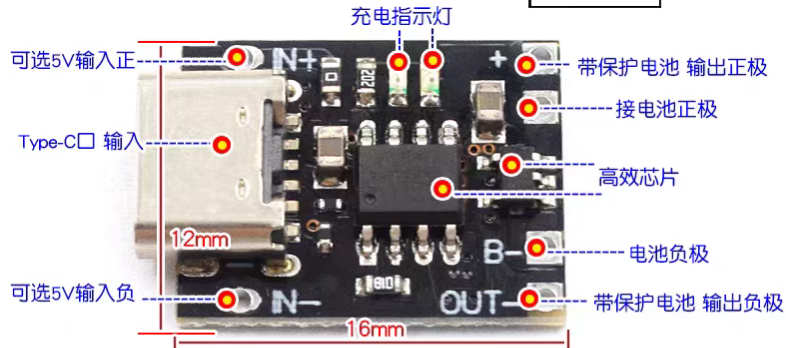 充电指示灯
可选5V输入正
IN+
202
+
带保护电池 输出正极
接电池正极
Type-C口 输入
高效芯片
12mm
B-
电池负极
可选5V输入负
IN-
OUT-
带保护电池 输出负极
16mm